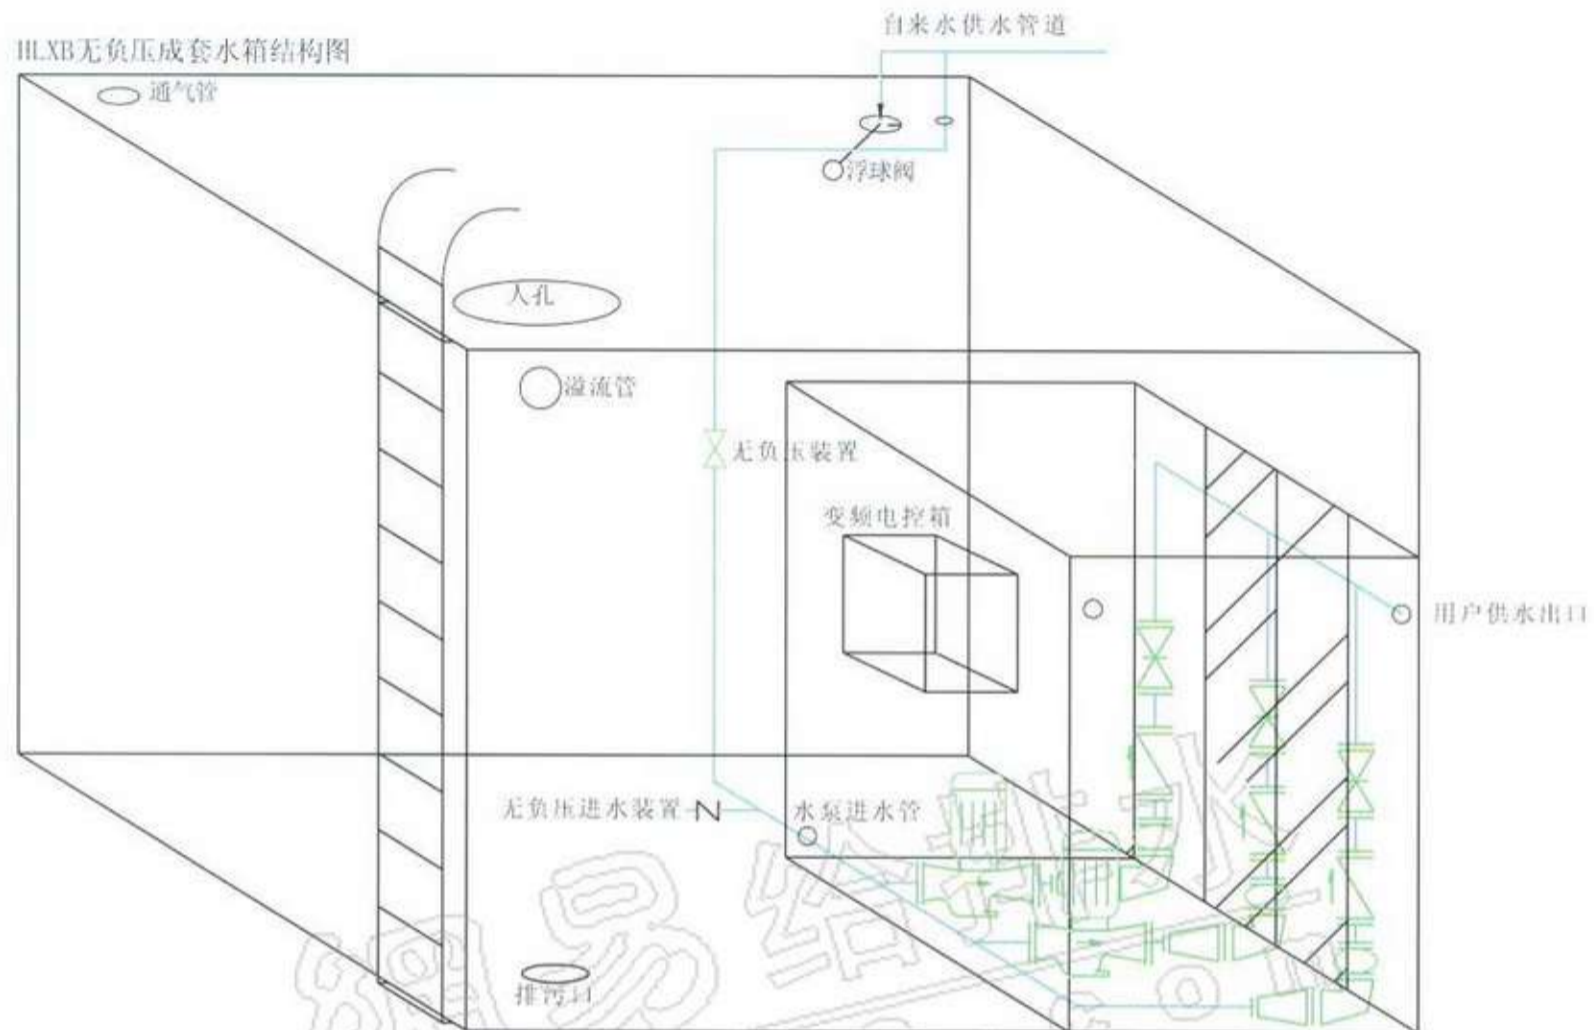 自来水供水管道
HLXB无负压成套水箱结构图
通气管
浮球阀
人孔
溢流管
无负压装置
变频电控箱
用户供水出口
无负压进水装置
水泵进水管
排污口